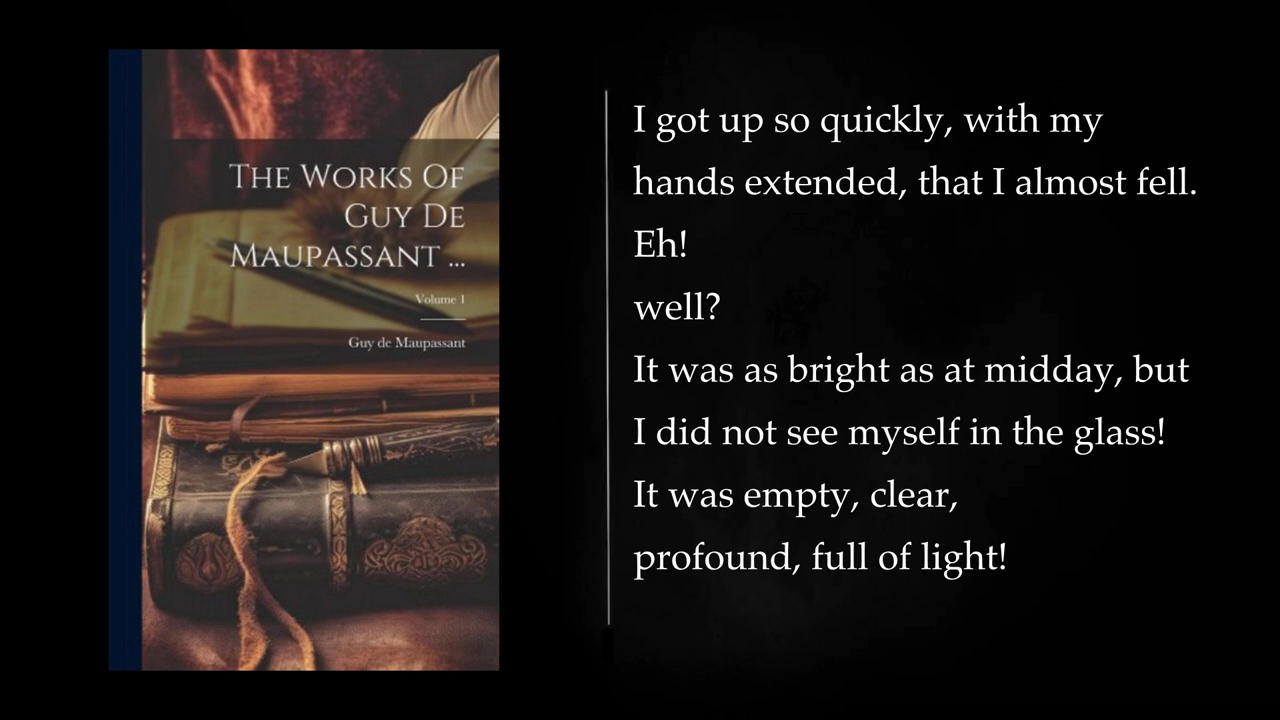 The Works Of
Guy De
Maupassant ...
Volume 1
Guy de Maupassant
I got up so quickly, with my
hands extended, that I almost fell.
Eh!
well?
It was as bright as at midday, but
I did not see myself in the glass!
It was empty, clear,
profound, full of light!